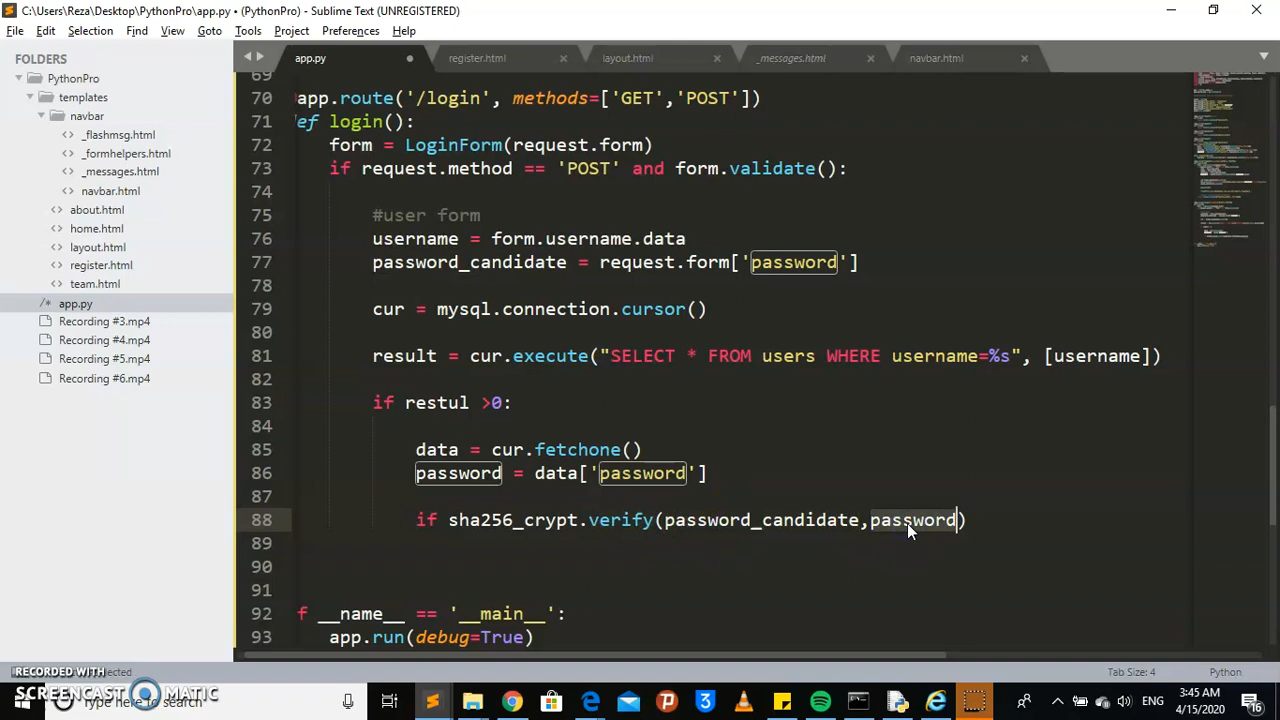 C:\Users\Reza\Desktop\PythonPro\app.py • (PythonPro) - Sublime Text (UNREGISTERED)
File Edit Selection Find View Goto Tools Project Preferences Help
FOLDERS
PythonPro
templates
navbar
_flashmsg.html
_formhelpers.html
_messages.html
navbar.html
about.html
home.html
layout.html
register.html
team.html
/* app.py
Recording #3.mp4
Recording #4.mp4
Recording #5.mp4
Recording #6.mp4
app.py register.html layout.html _messages.html navbar.html
69
70 app.route('/login', methods=['GET','POST'])
71 ef login():
72 form = LoginForm(request.form)
73 if request.method == 'POST' and form.validate():
74
75 #user form
76 username = form.username.data
77 password_candidate = request.form['password']
78
79 cur = mysql.connection.cursor()
80
81 result = cur.execute("SELECT * FROM users WHERE username=%s", [username])
82
83 if restul >0:
84
85 data = cur.fetchone()
86 password = data['password']
87
88 if sha256_crypt.verify(password_candidate,password)
89
90
91
92 f __name__ == '__main__':
93 app.run(debug=True)
Tab Size: 4 Python
RECORDED WITH
SCREENCAST MATIC
Type here to search
ENG
3:45 AM
4/15/2020
16